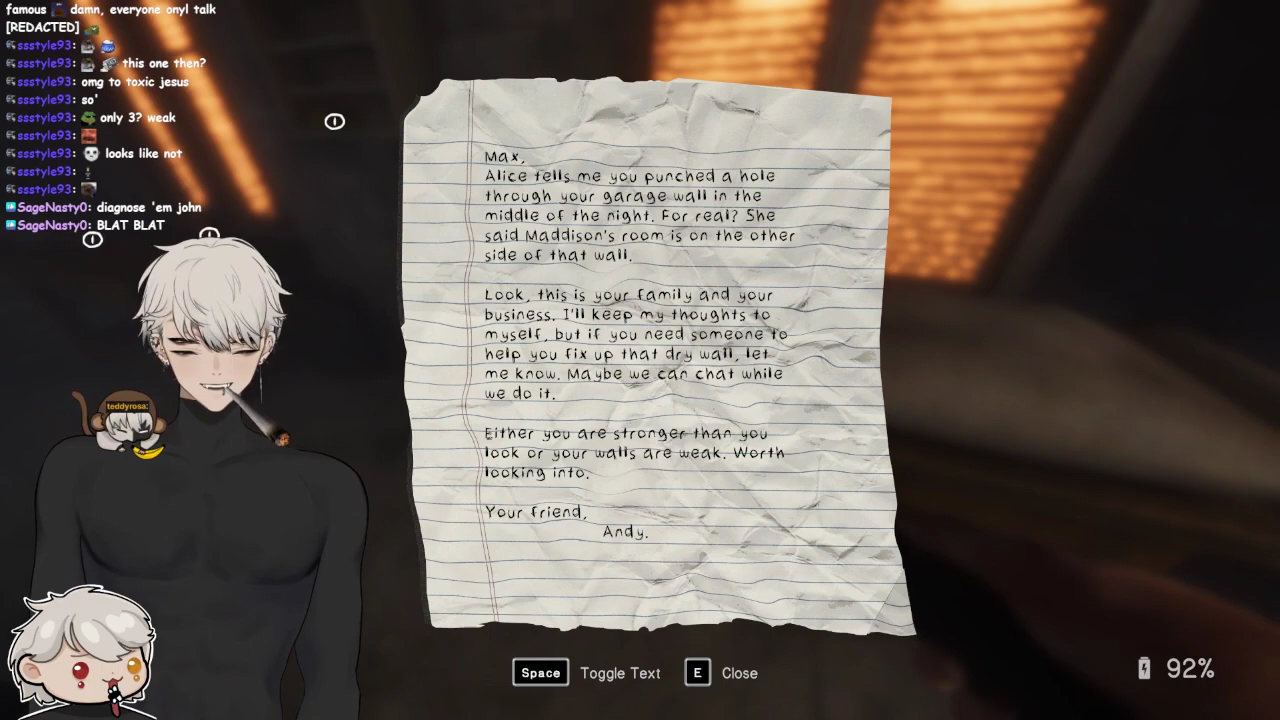 famous damn, everyone onyl talk
[REDACTED]
ssstyle93:
ssstyle93: this one then?
ssstyle93: omg to toxic jesus
ssstyle93: so'
ssstyle93: only 3? weak
ssstyle93:
ssstyle93: looks like not
ssstyle93:
ssstyle93:
SageNasty0: diagnose 'em john
SageNasty0: BLAT BLAT
teddyrosa:
Max,
Alice tells me you punched a hole
through your garage wall in the
middle of the night. For real? She
said Maddison's room is on the other
side of that wall.
Look, this is your family and your
business. I'll keep my thoughts to
myself, but if you need someone to
help you fix up that dry wall, let
me know. Maybe we can chat while
we do it.
Either you are stronger than you
look or your walls are weak. Worth
looking into.
Your friend,
Andy.
Space Toggle Text E Close
92%